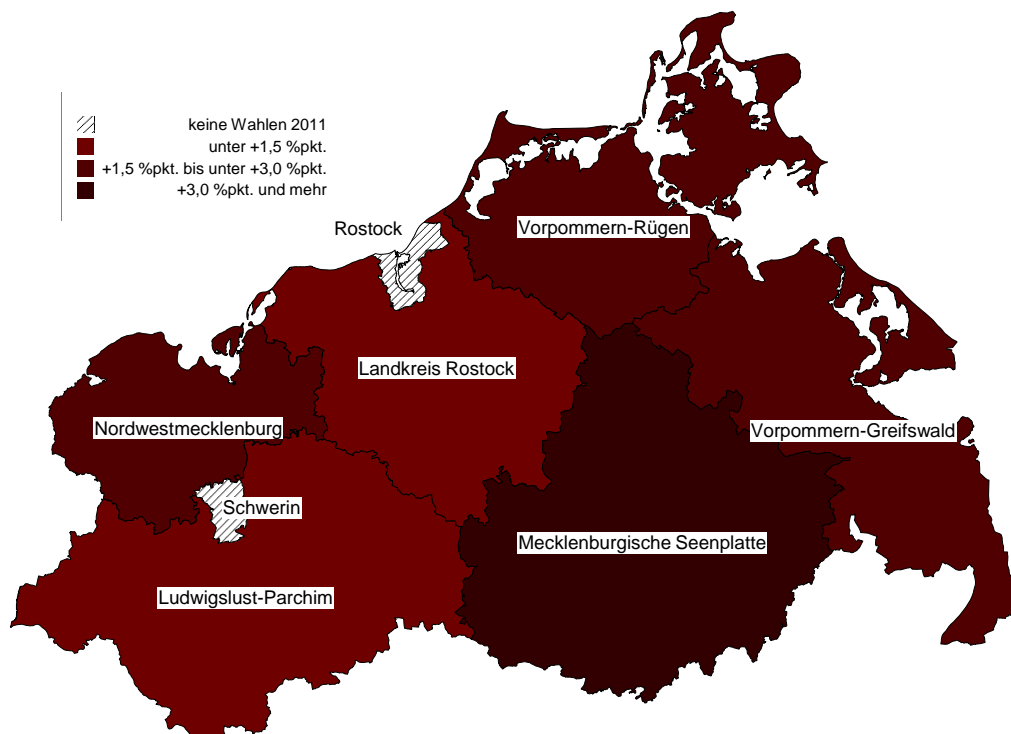 keine Wahlen 2011
unter +1,5 %pkt.
+1,5 %pkt. bis unter +3,0 %pkt.
+3,0 %pkt. und mehr
Rostock
Vorpommern-Rügen
Landkreis Rostock
Nordwestmecklenburg
Vorpommern-Greifswald
Schwerin
Mecklenburgische Seenplatte
Ludwigslust-Parchim